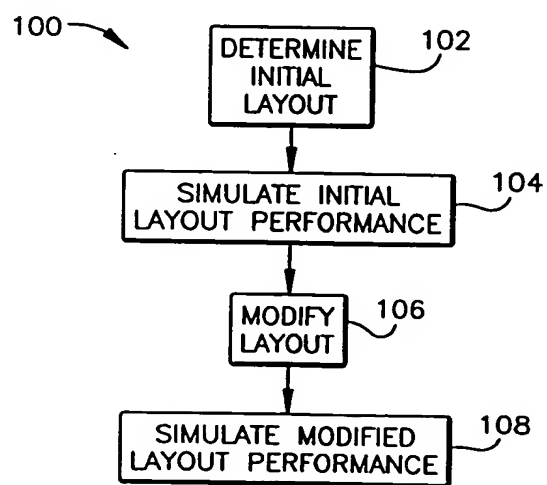 100
DETERMINE
INITIAL
LAYOUT
102
SIMULATE INITIAL
LAYOUT PERFORMANCE
104
MODIFY
LAYOUT
106
SIMULATE MODIFIED
LAYOUT PERFORMANCE
108